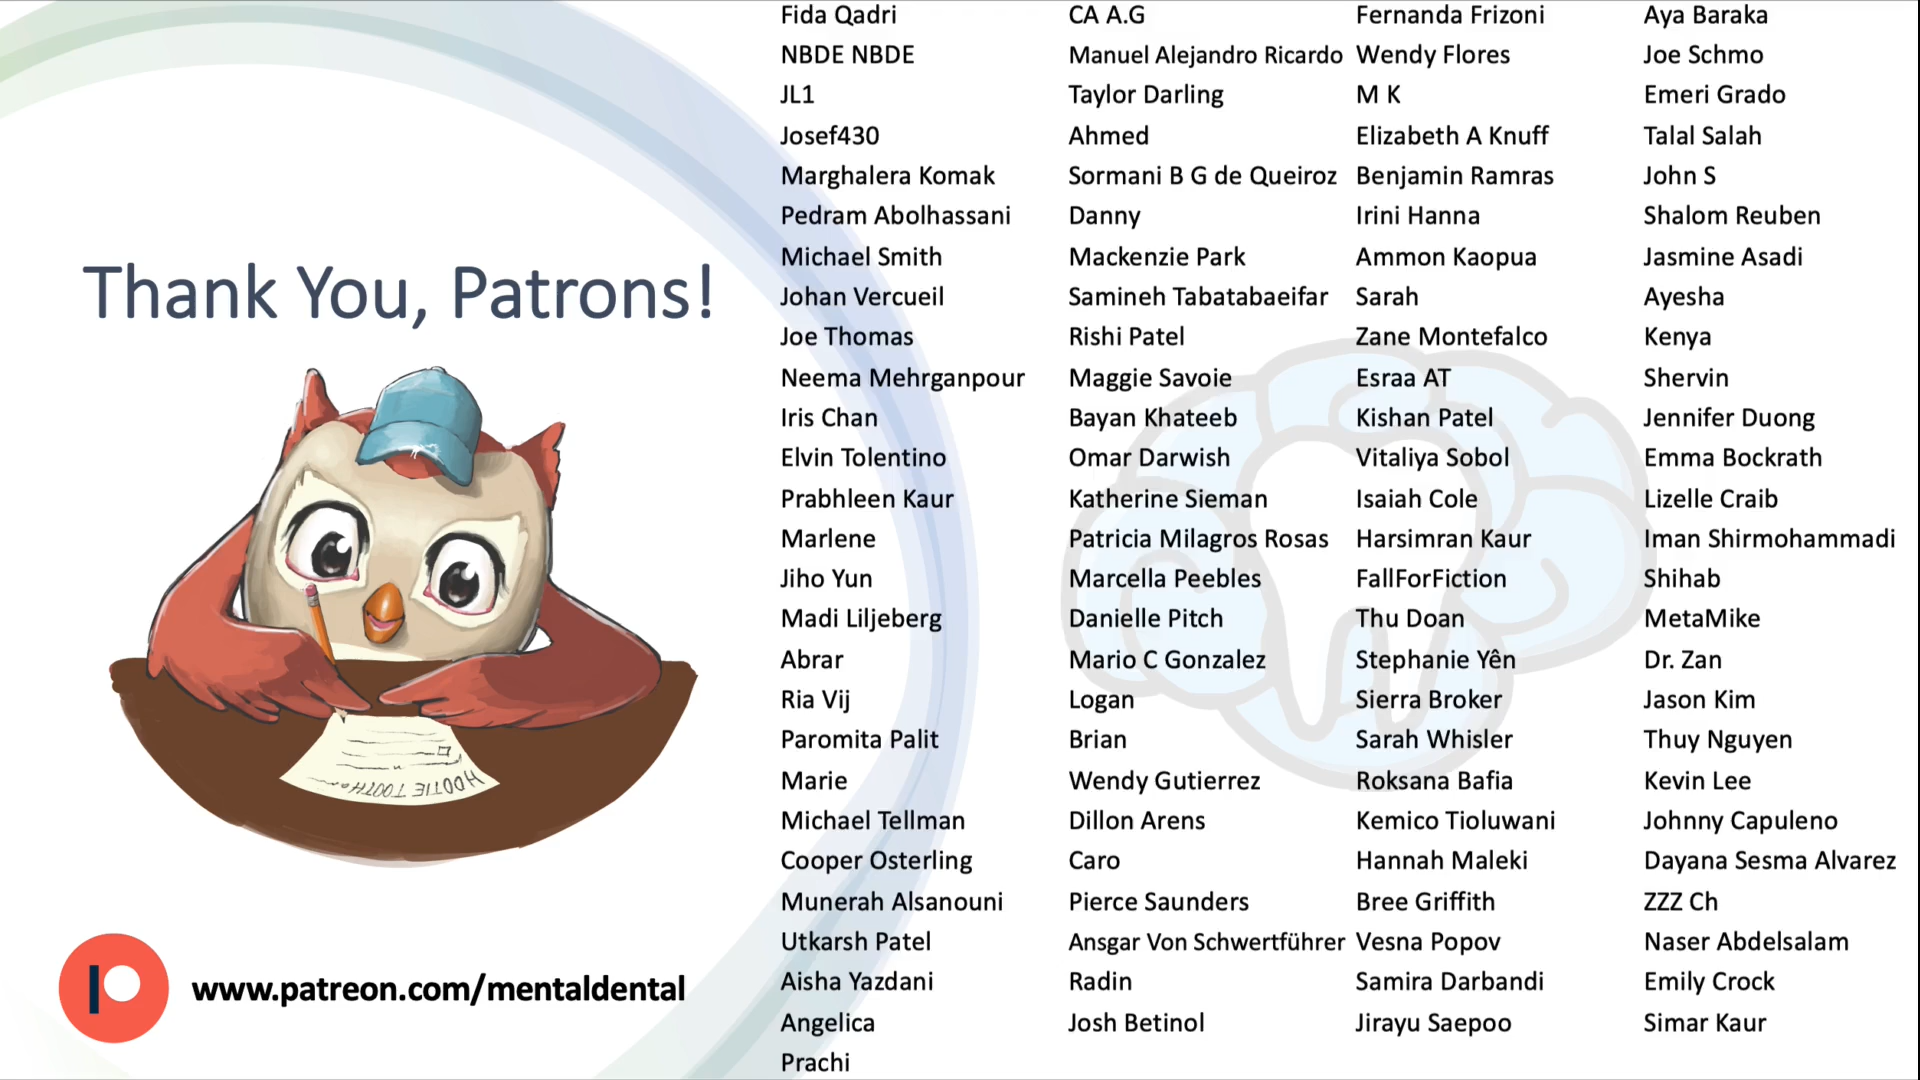 Thank You, Patrons!
HOOTIE TOOTH
www.patreon.com/mentaldental
Fida Qadri
NBDE NBDE
JL1
Josef430
Marghalera Komak
Pedram Abolhassani
Michael Smith
Johan Vercueil
Joe Thomas
Neema Mehrganpour
Iris Chan
Elvin Tolentino
Prabhleen Kaur
Marlene
Jiho Yun
Madi Liljeberg
Abrar
Ria Vij
Paromita Palit
Marie
Michael Tellman
Cooper Osterling
Munerah Alsanouni
Utkarsh Patel
Aisha Yazdani
Angelica
Prachi
CA A.G
Manuel Alejandro Ricardo
Taylor Darling
Ahmed
Sormani B G de Queiroz
Danny
Mackenzie Park
Samineh Tabatabaeifar
Rishi Patel
Maggie Savoie
Bayan Khateeb
Omar Darwish
Katherine Sieman
Patricia Milagros Rosas
Marcella Peebles
Danielle Pitch
Mario C Gonzalez
Logan
Brian
Wendy Gutierrez
Dillon Arens
Caro
Pierce Saunders
Ansgar Von Schwertführer
Radin
Josh Betinol
Fernanda Frizoni
Wendy Flores
M K
Elizabeth A Knuff
Benjamin Ramras
Irini Hanna
Ammon Kaopua
Sarah
Zane Montefalco
Esraa AT
Kishan Patel
Vitaliya Sobol
Isaiah Cole
Harsimran Kaur
FallForFiction
Thu Doan
Stephanie Yên
Sierra Broker
Sarah Whisler
Roksana Bafia
Kemico Tioluwani
Hannah Maleki
Bree Griffith
Vesna Popov
Samira Darbandi
Jirayu Saepoo
Aya Baraka
Joe Schmo
Emeri Grado
Talal Salah
John S
Shalom Reuben
Jasmine Asadi
Ayesha
Kenya
Shervin
Jennifer Duong
Emma Bockrath
Lizelle Craib
Iman Shirmohammadi
Shihab
MetaMike
Dr. Zan
Jason Kim
Thuy Nguyen
Kevin Lee
Johnny Capuleno
Dayana Sesma Alvarez
ZZZ Ch
Naser Abdelsalam
Emily Crock
Simar Kaur